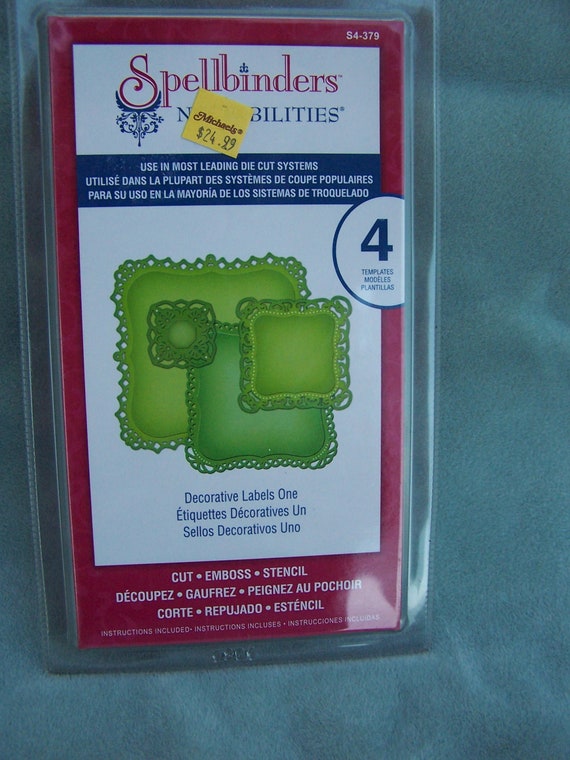 S4-379
Spellbinders™
Michaels®
$24.99
BILITIES®
USE IN MOST LEADING DIE CUT SYSTEMS
UTILISÉ DANS LA PLUPART DES SYSTÈMES DE COUPE POPULAIRES
PARA SU USO EN LA MAYORÍA DE LOS SISTEMAS DE TROQUELADO
4
TEMPLATES
MODÈLES
PLANTILLAS
Decorative Labels One
Étiquettes Décoratives Un
Sellos Decorativos Uno
CUT • EMBOSS • STENCIL
DÉCOUPEZ • GAUFREZ • PEIGNEZ AU POCHOIR
CORTE • REPUJADO • ESTÉNCIL
INSTRUCTIONS INCLUDED • INSTRUCTIONS INCLUSES • INSTRUCCIONES INCLUIDAS